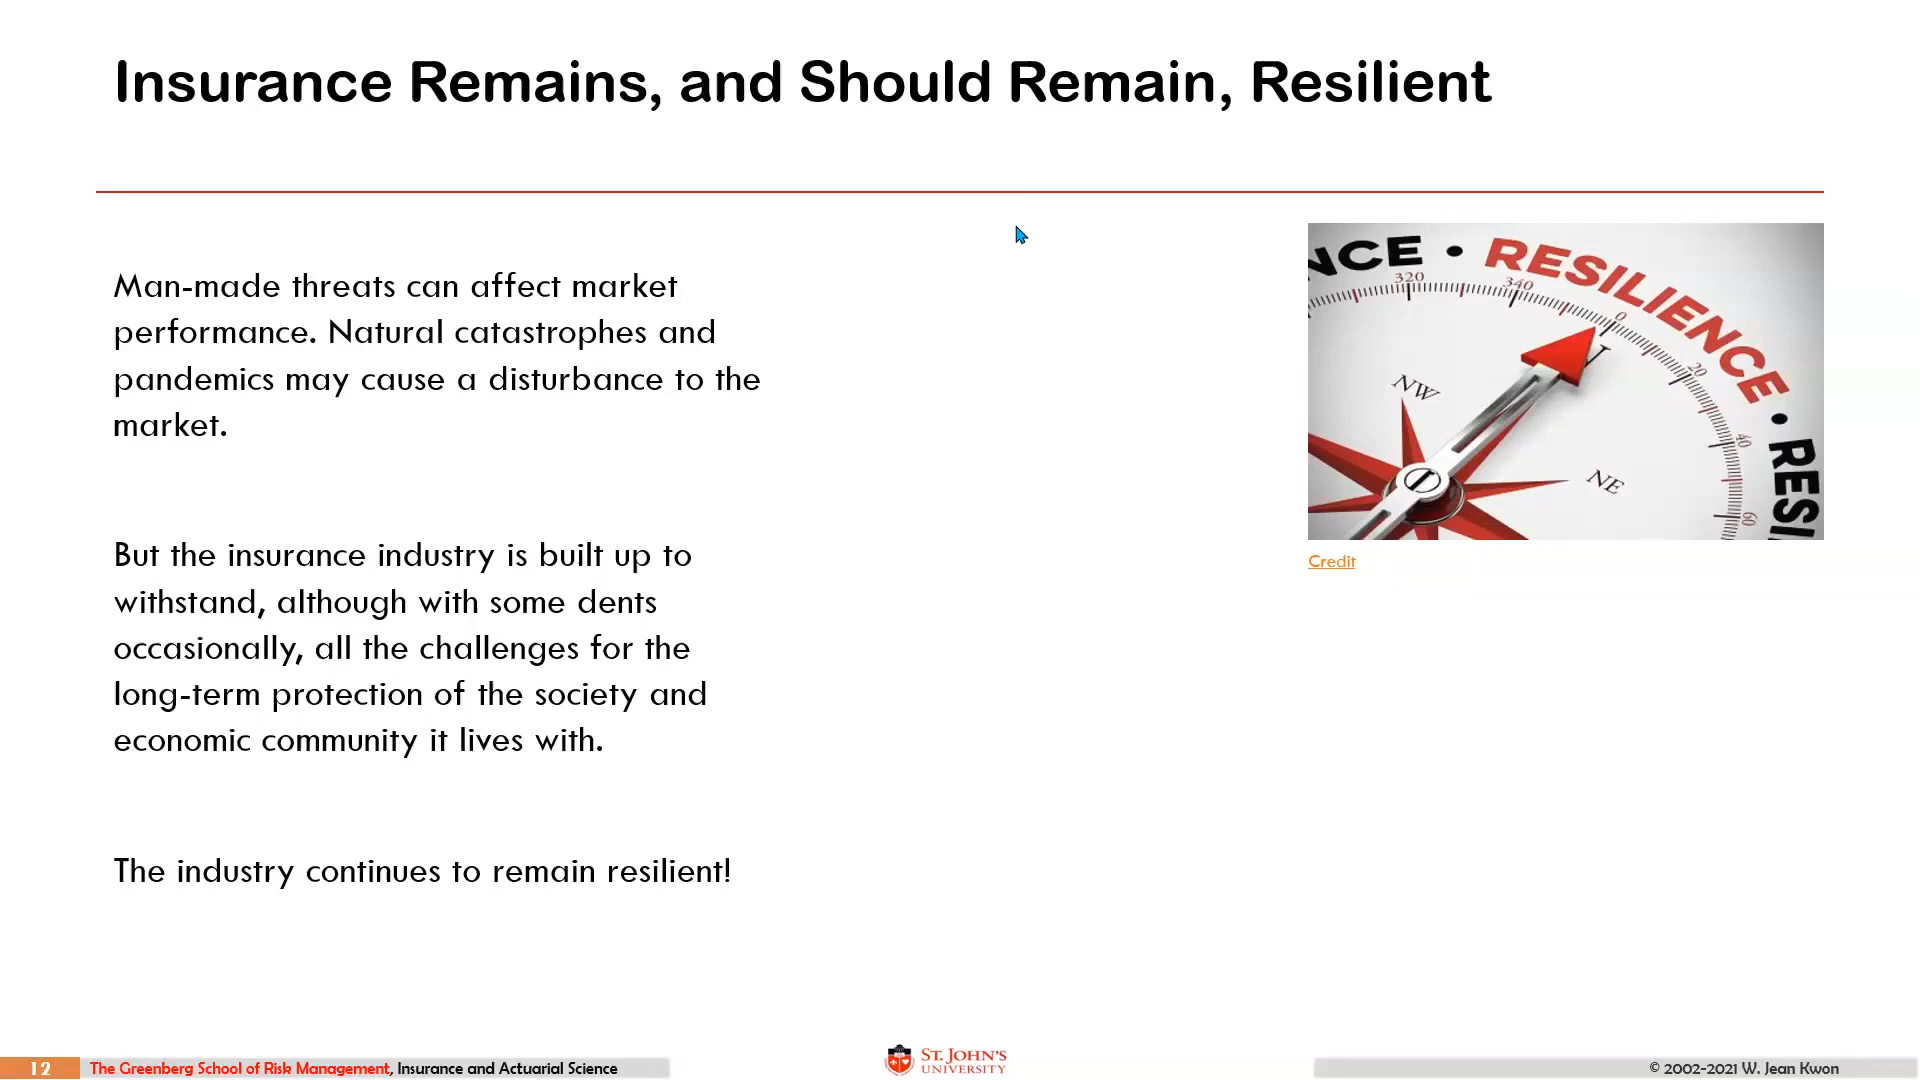 Insurance Remains, and Should Remain, Resilient
Man-made threats can affect market
performance. Natural catastrophes and
pandemics may cause a disturbance to the
market.
But the insurance industry is built up to
withstand, although with some dents
occasionally, all the challenges for the
long-term protection of the society and
economic community it lives with.
The industry continues to remain resilient!
NCE • RESILIENCE • RESI
320
340
0
20
40
60
NW
N
NE
Credit
12
The Greenberg School of Risk Management, Insurance and Actuarial Science
ST. JOHN'S
UNIVERSITY
© 2002-2021 W. Jean Kwon